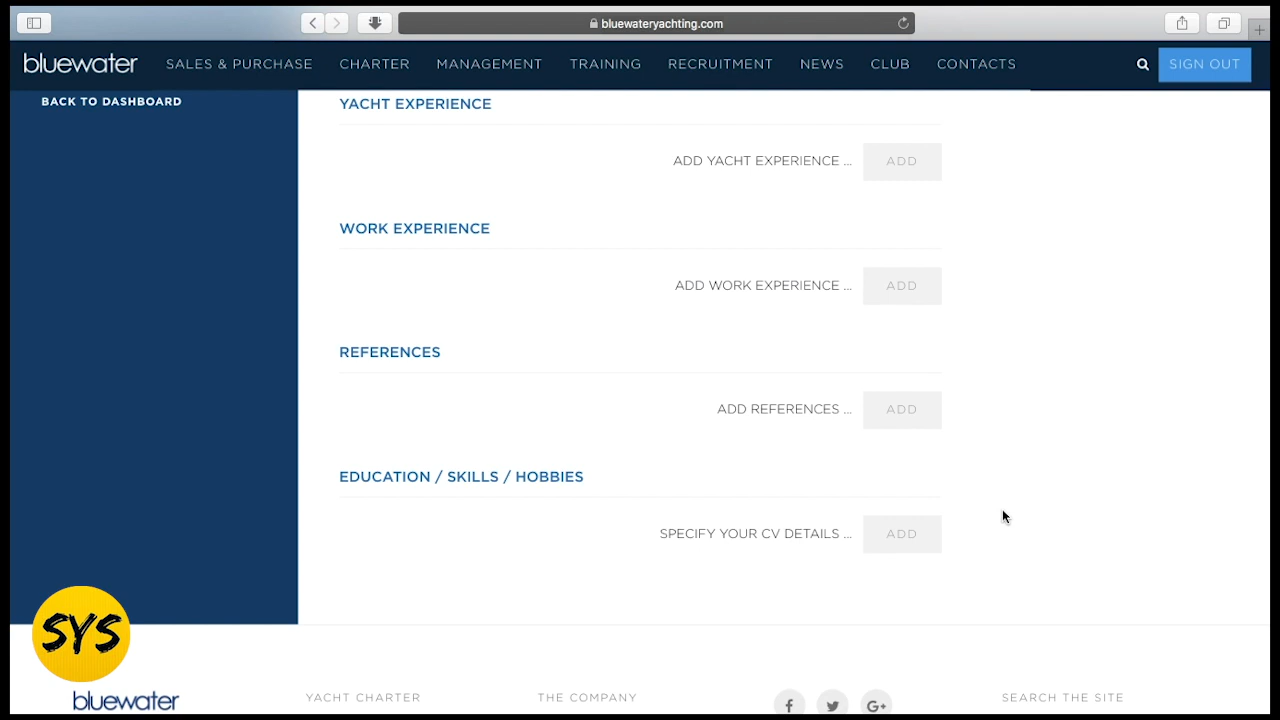 bluewateryachting.com
bluewater SALES & PURCHASE CHARTER MANAGEMENT TRAINING RECRUITMENT NEWS CLUB CONTACTS SIGN OUT
BACK TO DASHBOARD
YACHT EXPERIENCE
ADD YACHT EXPERIENCE ... ADD
WORK EXPERIENCE
ADD WORK EXPERIENCE ... ADD
REFERENCES
ADD REFERENCES ... ADD
EDUCATION / SKILLS / HOBBIES
SPECIFY YOUR CV DETAILS ... ADD
SYS
bluewater YACHT CHARTER THE COMPANY f G+ SEARCH THE SITE